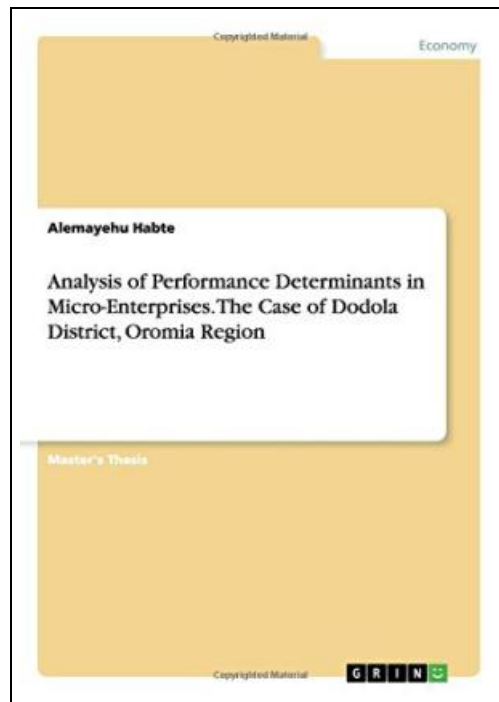 Copyrighted Material
Economy
Alemayehu Habte
Analysis of Performance Determinants in
Micro-Enterprises.The Case of Dodola
District, Oromia Region
Master's Thesis
Copyrighted Material
GRIN